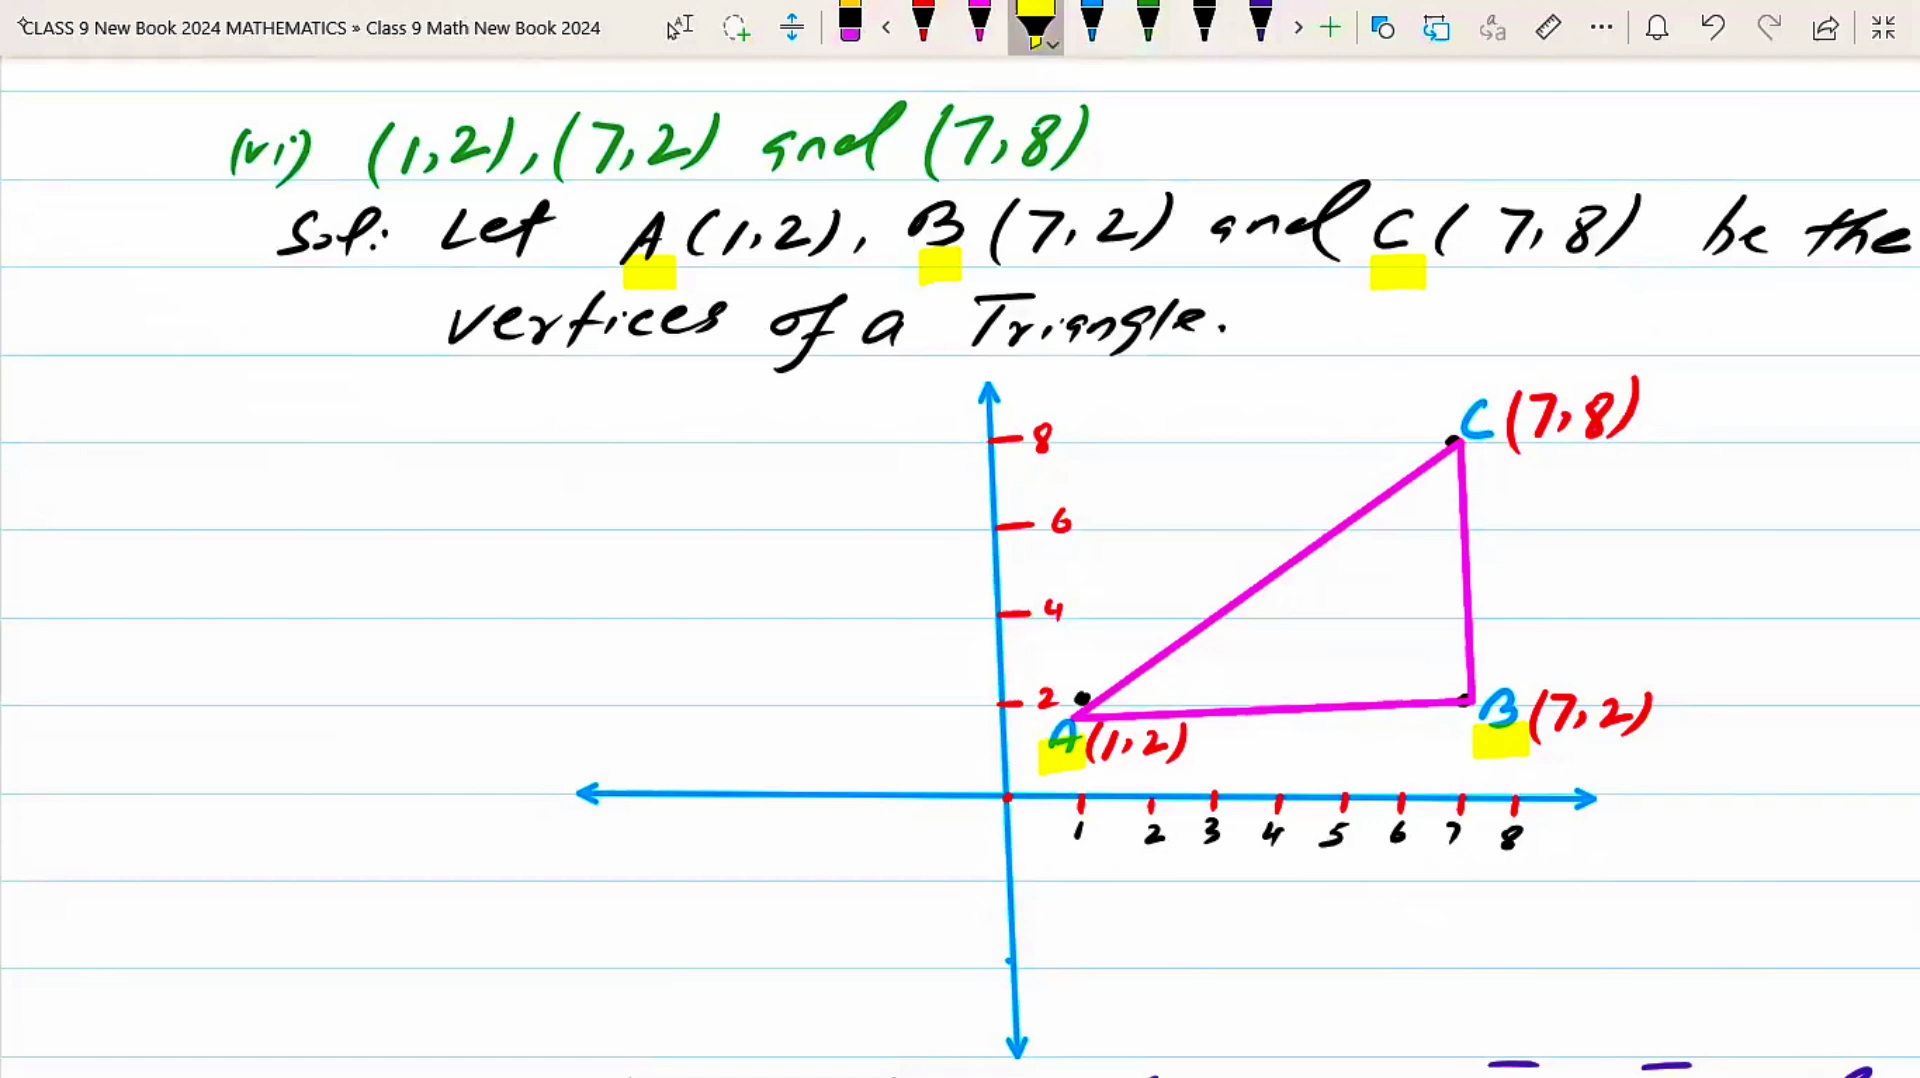 CLASS 9 New Book 2024 MATHEMATICS » Class 9 Math New Book 2024
(vi) (1,2), (7,2) and (7,8)
Sol: Let A(1,2), B(7,2) and C(7,8) be the
vertices of a Triangle.
C(7,8)
8
6
4
2
A(1,2)
B(7,2)
1 2 3 4 5 6 7 8